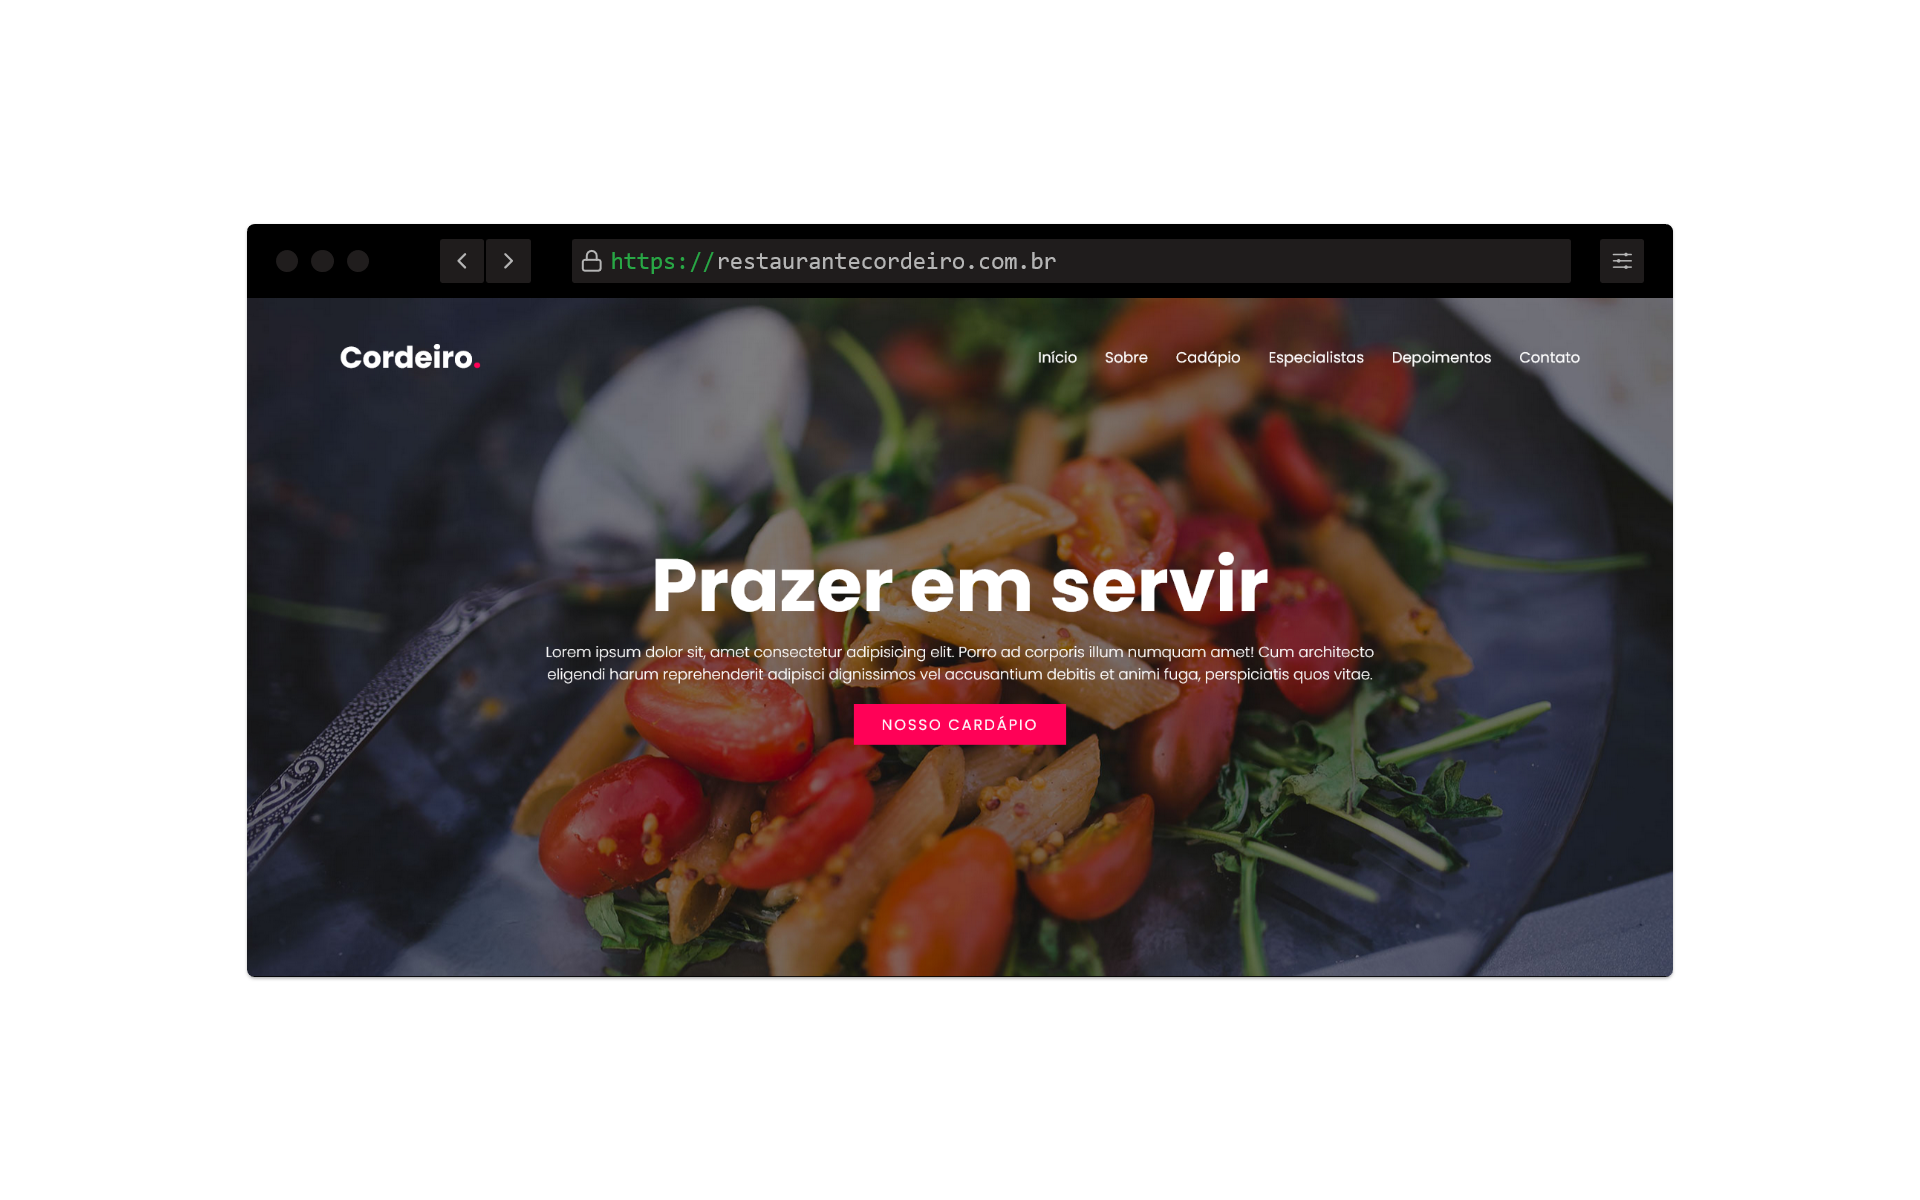 https://restaurantecordeiro.com.br
Cordeiro.
Início Sobre Cadápio Especialistas Depoimentos Contato
Prazer em servir
Lorem ipsum dolor sit, amet consectetur adipisicing elit. Porro ad corporis illum numquam amet! Cum architecto
eligendi harum reprehenderit adipisci dignissimos vel accusantium debitis et animi fuga, perspiciatis quos vitae.
NOSSO CARDÁPIO